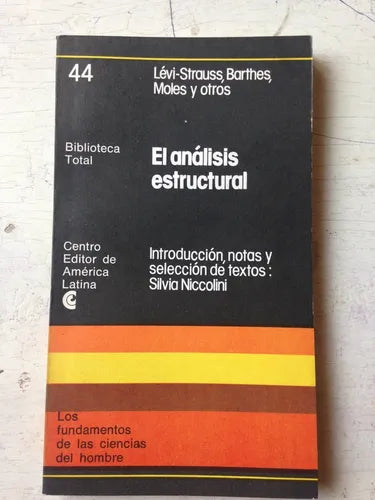 44
Lévi-Strauss, Barthes,
Moles y otros
Biblioteca
Total
El análisis
estructural
Centro
Editor de
América
Latina
Introducción, notas y
selección de textos:
Silvia Niccolini
Los
fundamentos
de las ciencias
del hombre